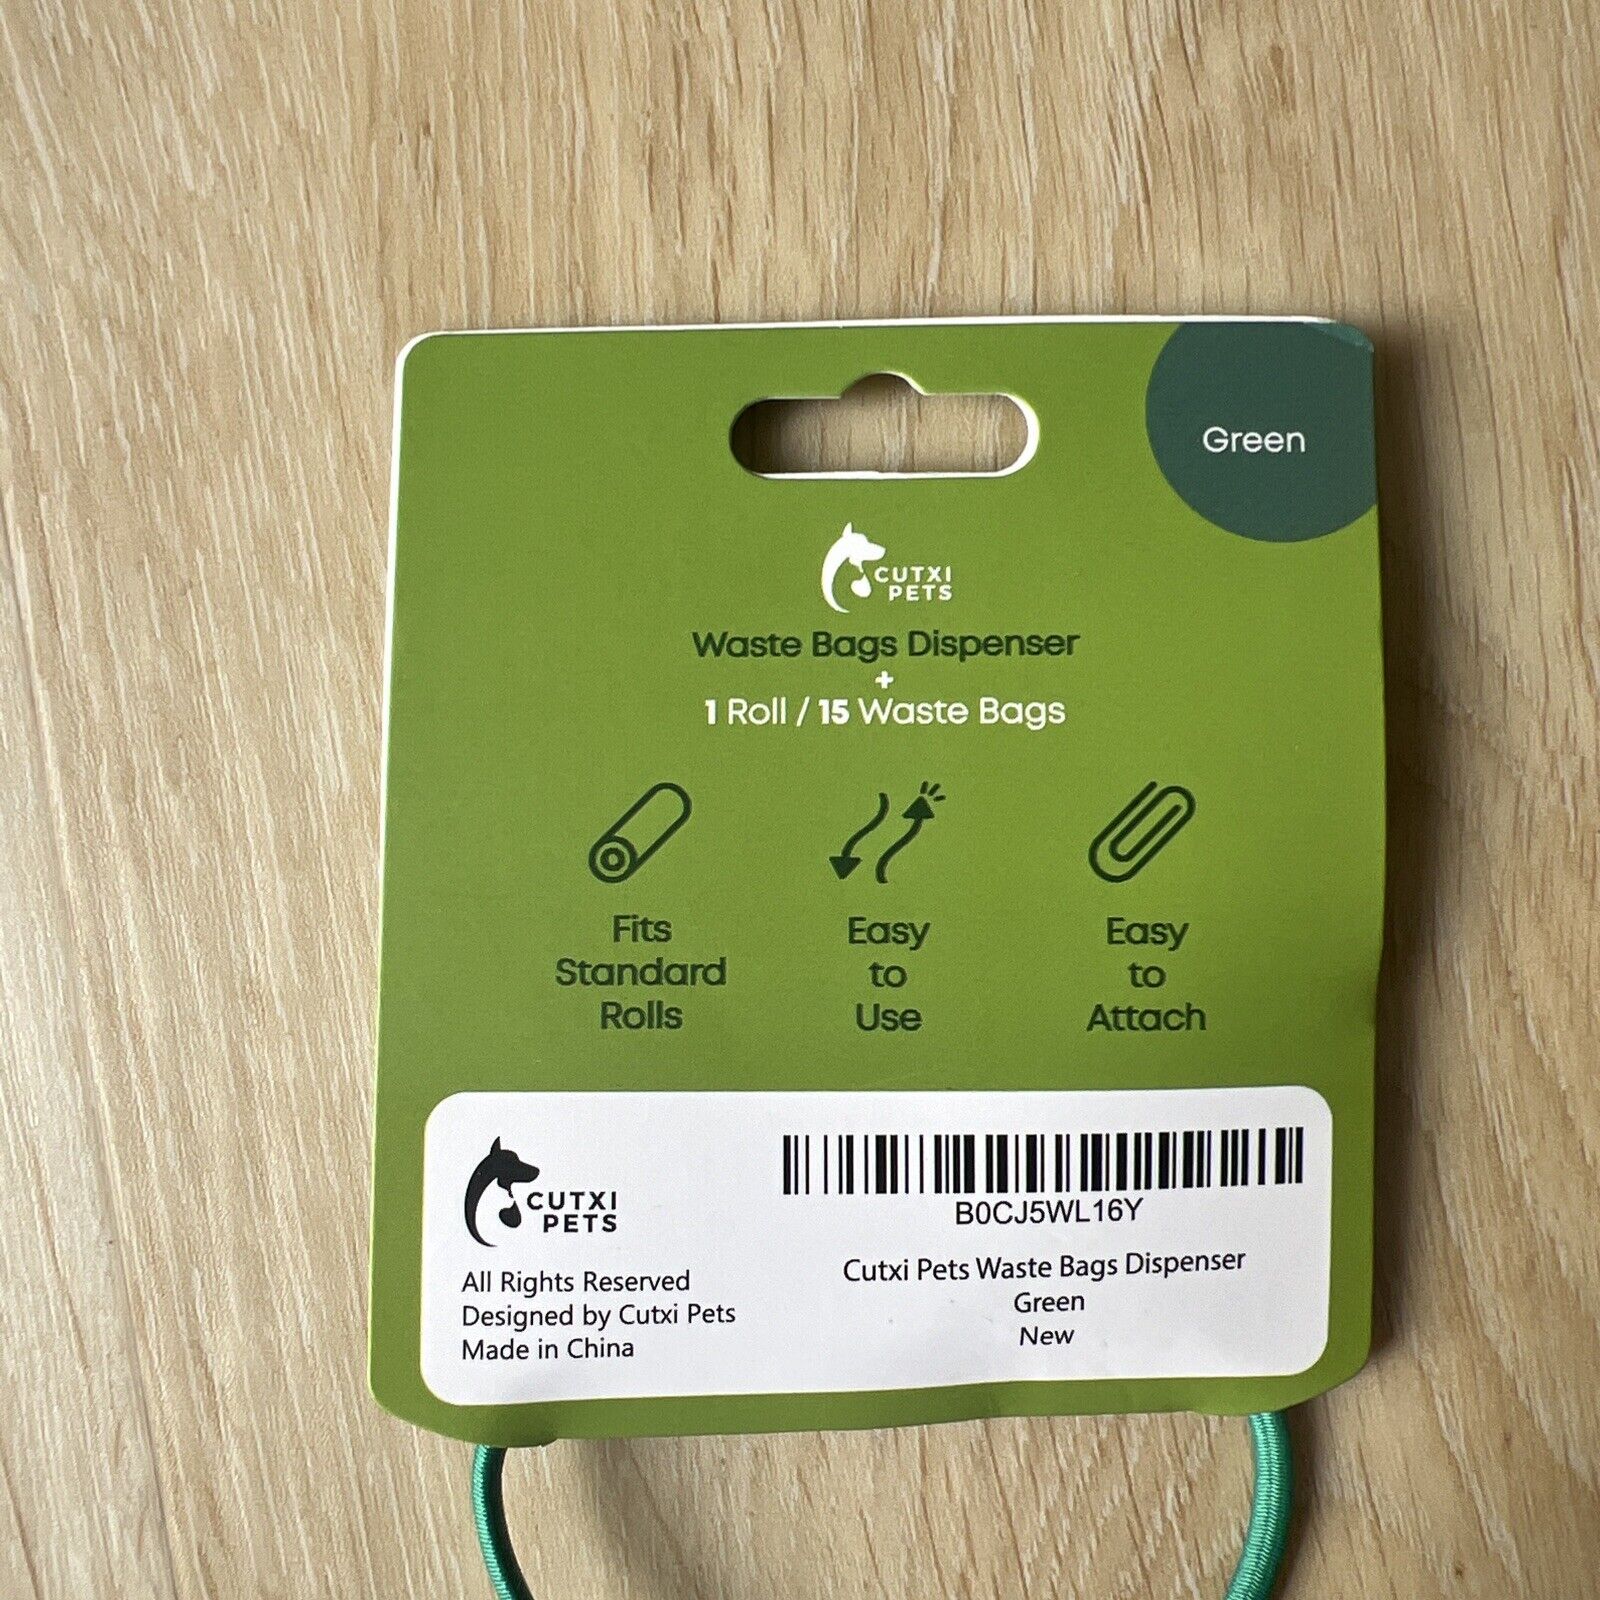 Green
CUTXI
PETS
Waste Bags Dispenser
+
1 Roll / 15 Waste Bags
Fits
Standard
Rolls
Easy
to
Use
Easy
to
Attach
CUTXI
PETS
All Rights Reserved
Designed by Cutxi Pets
Made in China
B0CJ5WL16Y
Cutxi Pets Waste Bags Dispenser
Green
New